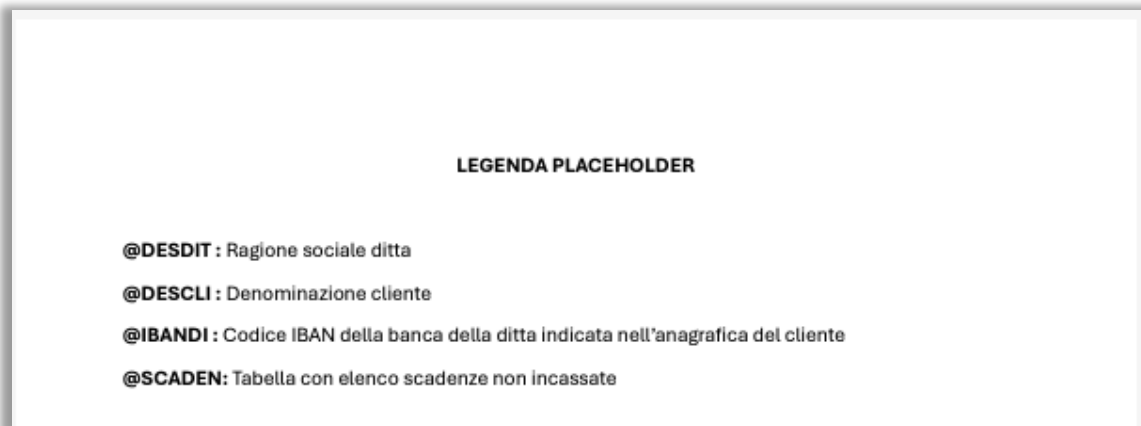 LEGENDA PLACEHOLDER
@DESDIT : Ragione sociale ditta
@DESCLI : Denominazione cliente
@IBANDI : Codice IBAN della banca della ditta indicata nell’anagrafica del cliente
@SCADEN: Tabella con elenco scadenze non incassate